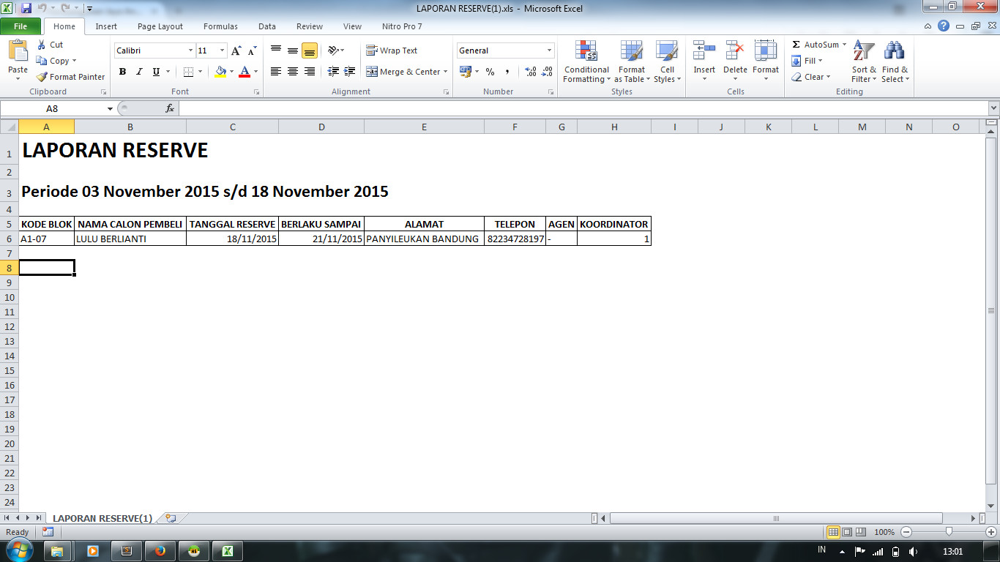 LAPORAN RESERVE(1).xls - Microsoft Excel
File Home Insert Page Layout Formulas Data Review View Nitro Pro 7
Paste Cut Copy Format Painter Clipboard
Calibri 11 B I U A A A Font
Wrap Text Merge & Center Alignment
General % , .0 .00 .00 .0 Number
Conditional Formatting Format as Table Cell Styles Styles
Insert Delete Format Cells
Σ AutoSum Fill Clear Sort & Filter Find & Select Editing
A8 fx
A B C D E F G H I J K L M N O
1 LAPORAN RESERVE
2
3 Periode 03 November 2015 s/d 18 November 2015
4
5 KODE BLOK NAMA CALON PEMBELI TANGGAL RESERVE BERLAKU SAMPAI ALAMAT TELEPON AGEN KOORDINATOR
6 A1-07 LULU BERLIANTI 18/11/2015 21/11/2015 PANYILEUKAN BANDUNG 82234728197 - 1
7
8
9
10
11
12
13
14
15
16
17
18
19
20
21
22
23
24
LAPORAN RESERVE(1)
Ready 100%
IN 13:01